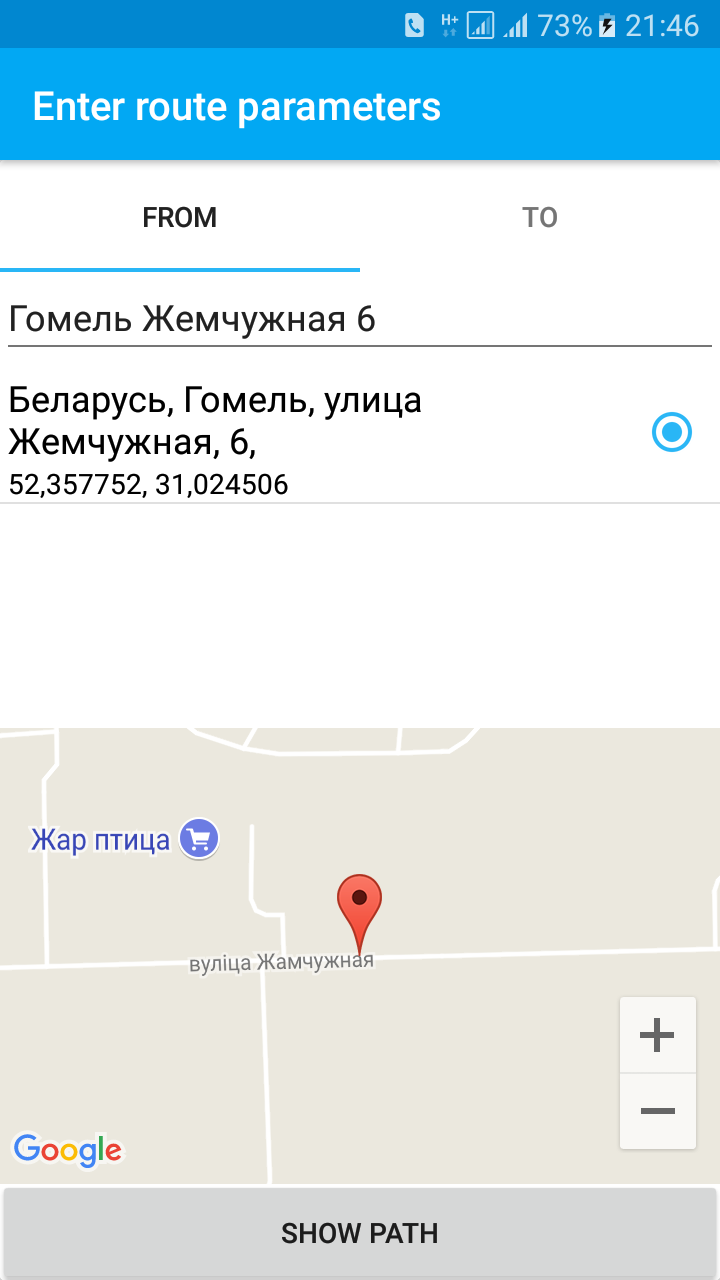 H+ 73% 21:46
Enter route parameters
FROM TO
Гомель Жемчужная 6
Беларусь, Гомель, улица
Жемчужная, 6,
52,357752, 31,024506
Жар птица
вуліца Жамчужная
Google
SHOW PATH